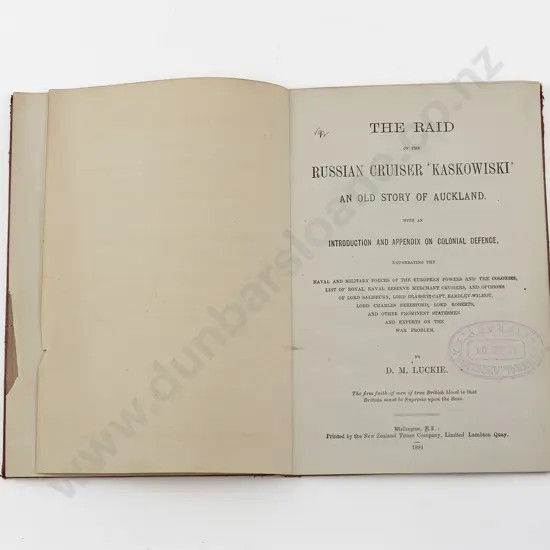 THE RAID
OF THE
RUSSIAN CRUISER 'KASKOWISKI'
AN OLD STORY OF AUCKLAND.
WITH AN
INTRODUCTION AND APPENDIX ON COLONIAL DEFENCE,
ENUMERATING THE
NAVAL AND MILITARY FORCES OF THE EUROPEAN POWERS AND THE COLONIES,
LIST OF ROYAL NAVAL RESERVE MERCHANT CRUISERS, AND OPINIONS
OF LORD SALISBURY, LORD BRASSEY, CAPT. EARDLEY-WILMOT,
LORD CHARLES BERESFORD, LORD ROBERTS,
AND OTHER PROMINENT STATESMEN
AND EXPERTS ON THE
WAR PROBLEM.
BY
D. M. LUCKIE.
The firm faith of men of true British blood is that
Britain must be Supreme upon the Seas.
Wellington, N.Z.:
Printed by the New Zealand Times Company, Limited Lambton Quay.
1894
www.dunbarsloane.co.nz